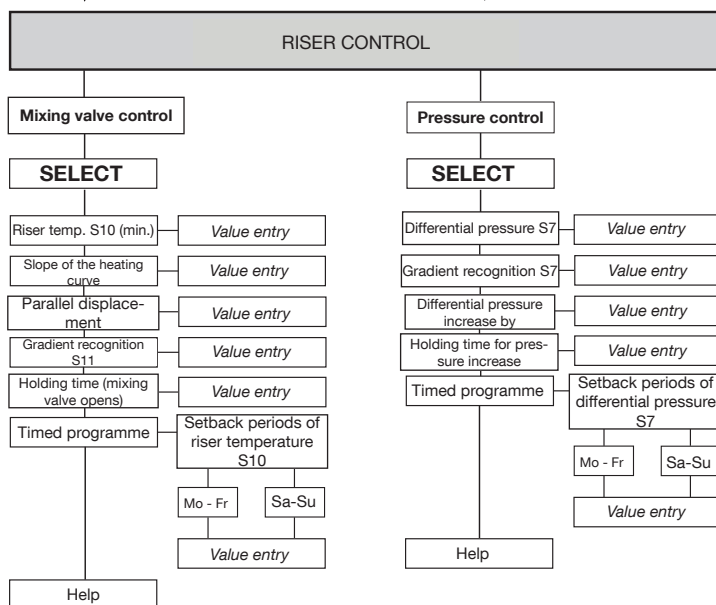 RISER CONTROL
Mixing valve control
SELECT
Riser temp. S10 (min.)
Value entry
Slope of the heating
curve
Value entry
Parallel displace-
ment
Value entry
Gradient recognition
S11
Value entry
Holding time (mixing
valve opens)
Value entry
Timed programme
Setback periods of
riser temperature
S10
Mo - Fr
Sa-Su
Value entry
Help
Pressure control
SELECT
Differential pressure S7
Value entry
Gradient recognition S7
Value entry
Differential pressure
increase by
Value entry
Holding time for pres-
sure increase
Value entry
Timed programme
Setback periods of
differential pressure
S7
Mo - Fr
Sa-Su
Value entry
Help